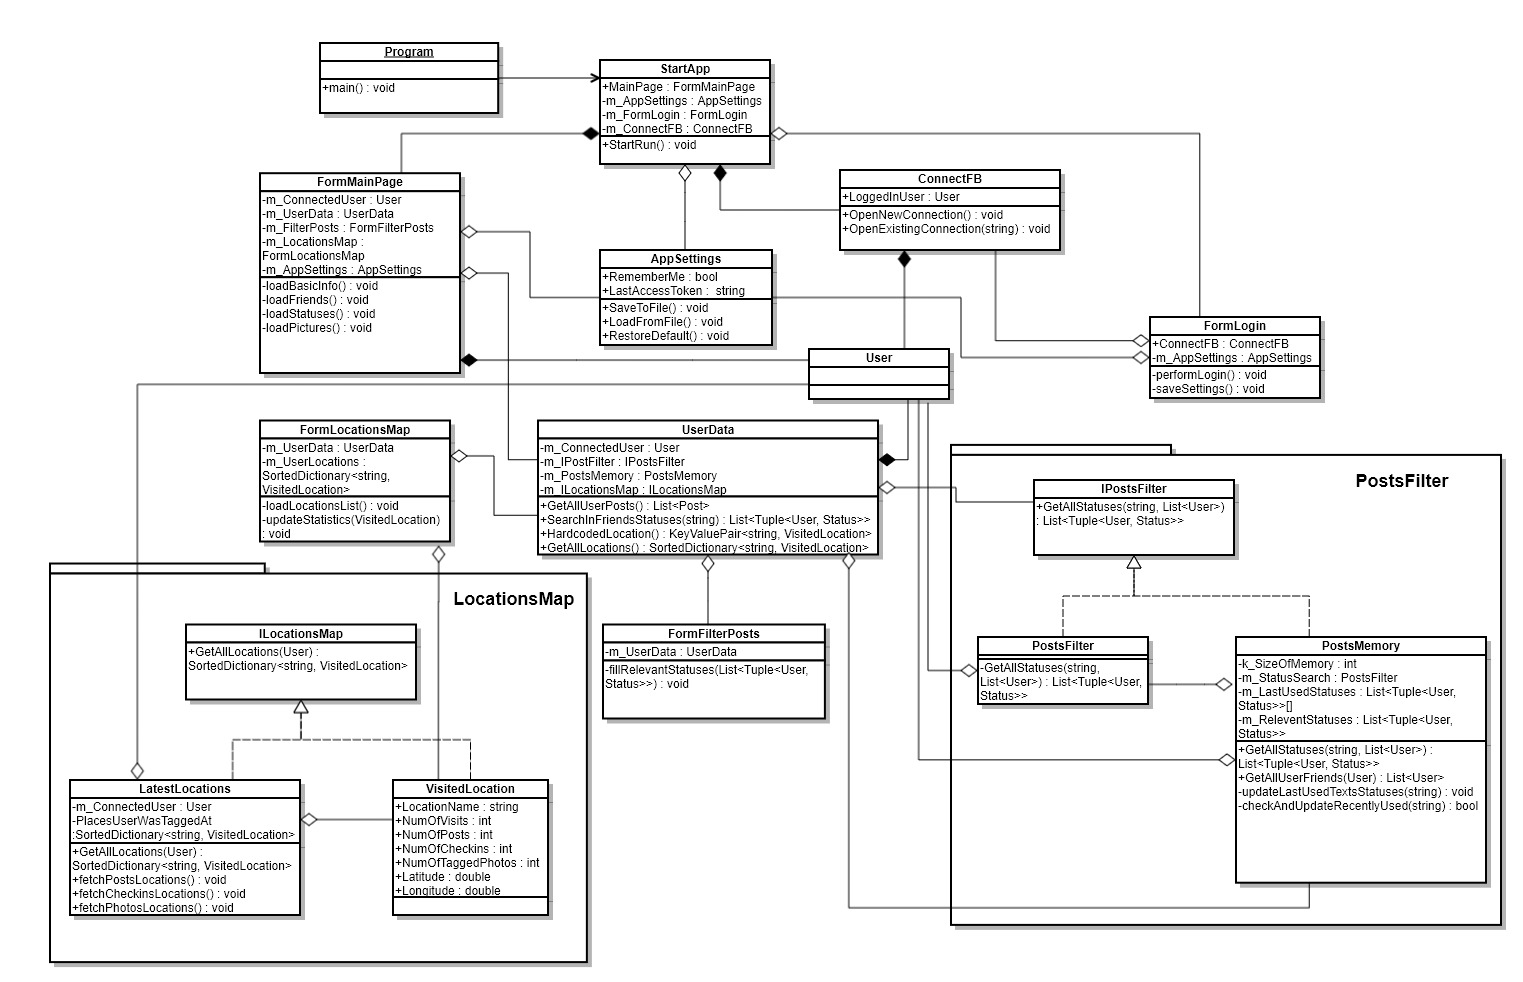 Program
+main() : void
StartApp
+MainPage : FormMainPage
-m_AppSettings : AppSettings
-m_FormLogin : FormLogin
-m_ConnectFB : ConnectFB
+StartRun() : void
FormMainPage
-m_ConnectedUser : User
-m_UserData : UserData
-m_FilterPosts : FormFilterPosts
-m_LocationsMap :
FormLocationsMap
-m_AppSettings : AppSettings
-loadBasicInfo() : void
-loadFriends() : void
-loadStatuses() : void
-loadPictures() : void
ConnectFB
+LoggedInUser : User
+OpenNewConnection() : void
+OpenExistingConnection(string) : void
AppSettings
+RememberMe : bool
+LastAccessToken : string
+SaveToFile() : void
+LoadFromFile() : void
+RestoreDefault() : void
FormLogin
+ConnectFB : ConnectFB
-m_AppSettings : AppSettings
-performLogin() : void
-saveSettings() : void
User
FormLocationsMap
-m_UserData : UserData
-m_UserLocations :
SortedDictionary<string,
VisitedLocation>
-loadLocationsList() : void
-updateStatistics(VisitedLocation)
: void
UserData
-m_ConnectedUser : User
-m_IPostFilter : IPostsFilter
-m_PostsMemory : PostsMemory
-m_ILocationsMap : ILocationsMap
+GetAllUserPosts() : List<Post>
+SearchInFriendsStatuses(string) : List<Tuple<User, Status>>
+HardcodedLocation() : KeyValuePair<string, VisitedLocation>
+GetAllLocations() : SortedDictionary<string, VisitedLocation>
PostsFilter
IPostsFilter
+GetAllStatuses(string, List<User>)
: List<Tuple<User, Status>>
LocationsMap
ILocationsMap
+GetAllLocations(User) :
SortedDictionary<string, VisitedLocation>
FormFilterPosts
-m_UserData : UserData
-fillRelevantStatuses(List<Tuple<User,
Status>>) : void
PostsFilter
-GetAllStatuses(string,
List<User>) : List<Tuple<User,
Status>>
PostsMemory
-k_SizeOfMemory : int
-m_StatusSearch : PostsFilter
-m_LastUsedStatuses : List<Tuple<User,
Status>>[]
-m_ReleventStatuses : List<Tuple<User,
Status>>
+GetAllStatuses(string, List<User>) :
List<Tuple<User, Status>>
+GetAllUserFriends(User) : List<User>
-updateLastUsedTextsStatuses(string) : void
-checkAndUpdateRecentlyUsed(string) : bool
LatestLocations
-m_ConnectedUser : User
-PlacesUserWasTaggedAt
:SortedDictionary<string, VisitedLocation>
+GetAllLocations(User) :
SortedDictionary<string, VisitedLocation>
+fetchPostsLocations() : void
+fetchCheckinsLocations() : void
+fetchPhotosLocations() : void
VisitedLocation
+LocationName : string
+NumOfVisits : int
+NumOfPosts : int
+NumOfCheckins : int
+NumOfTaggedPhotos : int
+Latitude : double
+Longitude : double